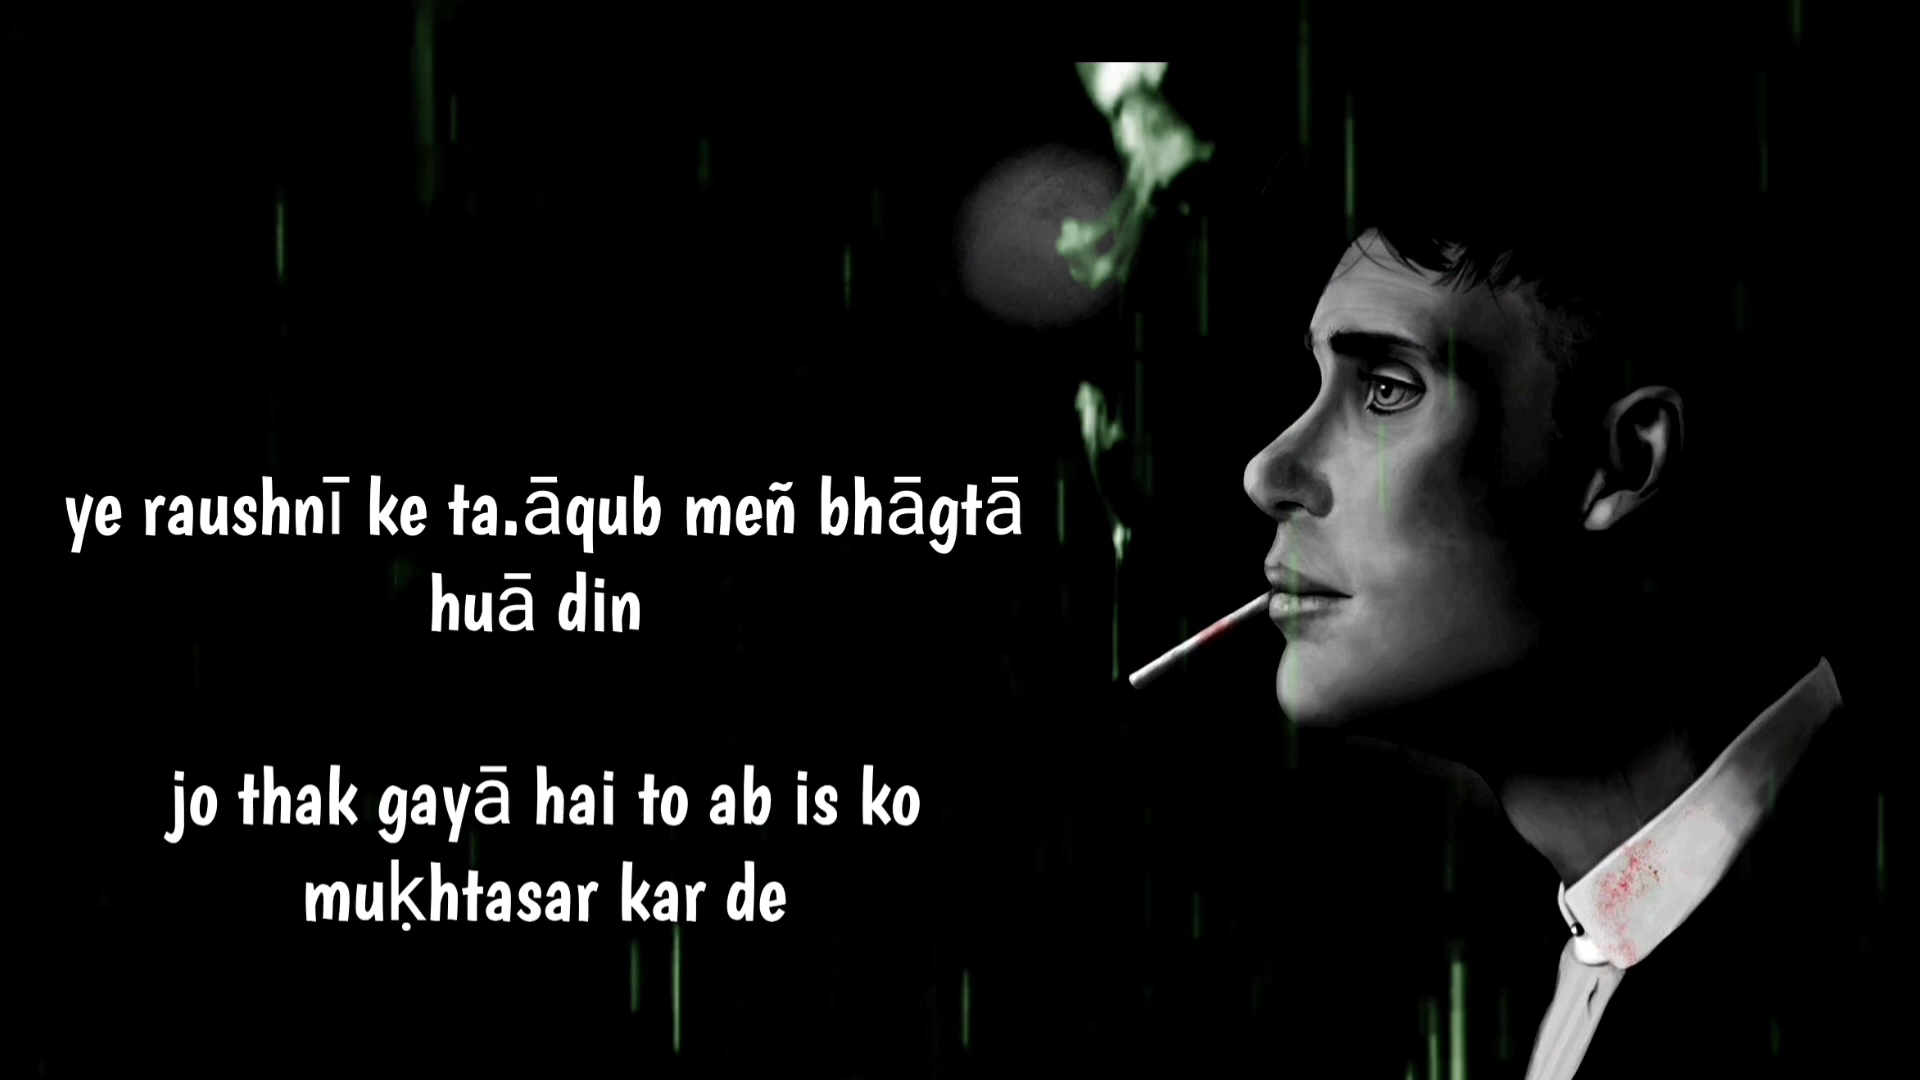 ye raushnī ke ta.āqub meñ bhāgtā
huā din
jo thak gayā hai to ab is ko
muḳhtasar kar de